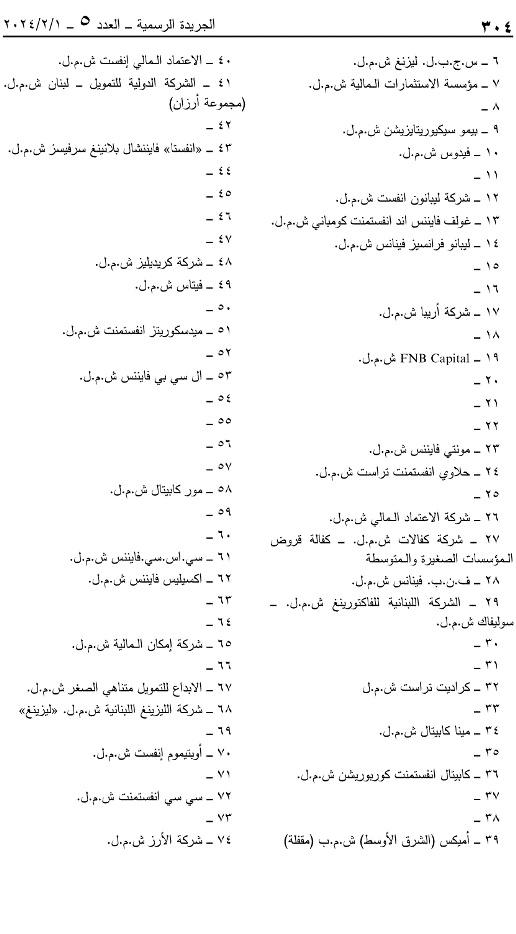 ٣٠٤
الجريدة الرسمية – العدد ٥ – ٢٠٢٤/٢/١
٦ – س.ج.ب.ل. ليزنغ ش.م.ل.
٧ – مؤسسة الاستثمارات المالية ش.م.ل.
٨ –
٩ – بيمو سيكيوريتايزيشن ش.م.ل.
١٠ – فيدوس ش.م.ل.
١١ –
١٢ – شركة ليبانون انفست ش.م.ل.
١٣ – غولف فايننس اند انفستمنت كومباني ش.م.ل.
١٤ – ليبانو فرانسيز فينانس ش.م.ل.
١٥ –
١٦ –
١٧ – شركة أربيا ش.م.ل.
١٨ –
١٩ – FNB Capital ش.م.ل.
٢٠ –
٢١ –
٢٢ –
٢٣ – مونتي فايننس ش.م.ل.
٢٤ – حلاوي انفستمنت تراست ش.م.ل.
٢٥ –
٢٦ – شركة الاعتماد المالي ش.م.ل.
٢٧ – شركة كفالات ش.م.ل. – كفالة قروض
المؤسسات الصغيرة والمتوسطة
٢٨ – ف.ن.ب. فينانس ش.م.ل.
٢٩ – الشركة اللبنانية للفاكتورينغ ش.م.ل. –
سوليفاك ش.م.ل.
٣٠ –
٣١ –
٣٢ – كراديت تراست ش.م.ل
٣٣ –
٣٤ – مينا كابيتال ش.م.ل.
٣٥ –
٣٦ – كابيتال انفستمنت كوربوريشن ش.م.ل.
٣٧ –
٣٨ –
٣٩ – أميكس (الشرق الأوسط) ش.م.ب (مقفلة)
٤٠ – الاعتماد المالي إنفست ش.م.ل.
٤١ – الشركة الدولية للتمويل – لبنان ش.م.ل.
(مجموعة أرزان)
٤٢ –
٤٣ – «انفستا» فايننشال بلانينغ سرفيسز ش.م.ل.
٤٤ –
٤٥ –
٤٦ –
٤٧ –
٤٨ – شركة كريديليز ش.م.ل.
٤٩ – فيتاس ش.م.ل.
٥٠ –
٥١ – ميدسكوريتز انفستمنت ش.م.ل.
٥٢ –
٥٣ – ال سي بي فايننس ش.م.ل.
٥٤ –
٥٥ –
٥٦ –
٥٧ –
٥٨ – مور كابيتال ش.م.ل.
٥٩ –
٦٠ –
٦١ – سي.اس.سي.فايننس ش.م.ل.
٦٢ – اكسيليس فايننس ش.م.ل.
٦٣ –
٦٤ –
٦٥ – شركة إمكان المالية ش.م.ل.
٦٦ –
٦٧ – الابداع للتمويل متناهي الصغر ش.م.ل.
٦٨ – شركة الليزينغ اللبنانية ش.م.ل. «ليزينغ»
٦٩ –
٧٠ – أوبتيموم إنفست ش.م.ل.
٧١ –
٧٢ – سي سي انفستمنت ش.م.ل.
٧٣ –
٧٤ – شركة الأرز ش.م.ل.